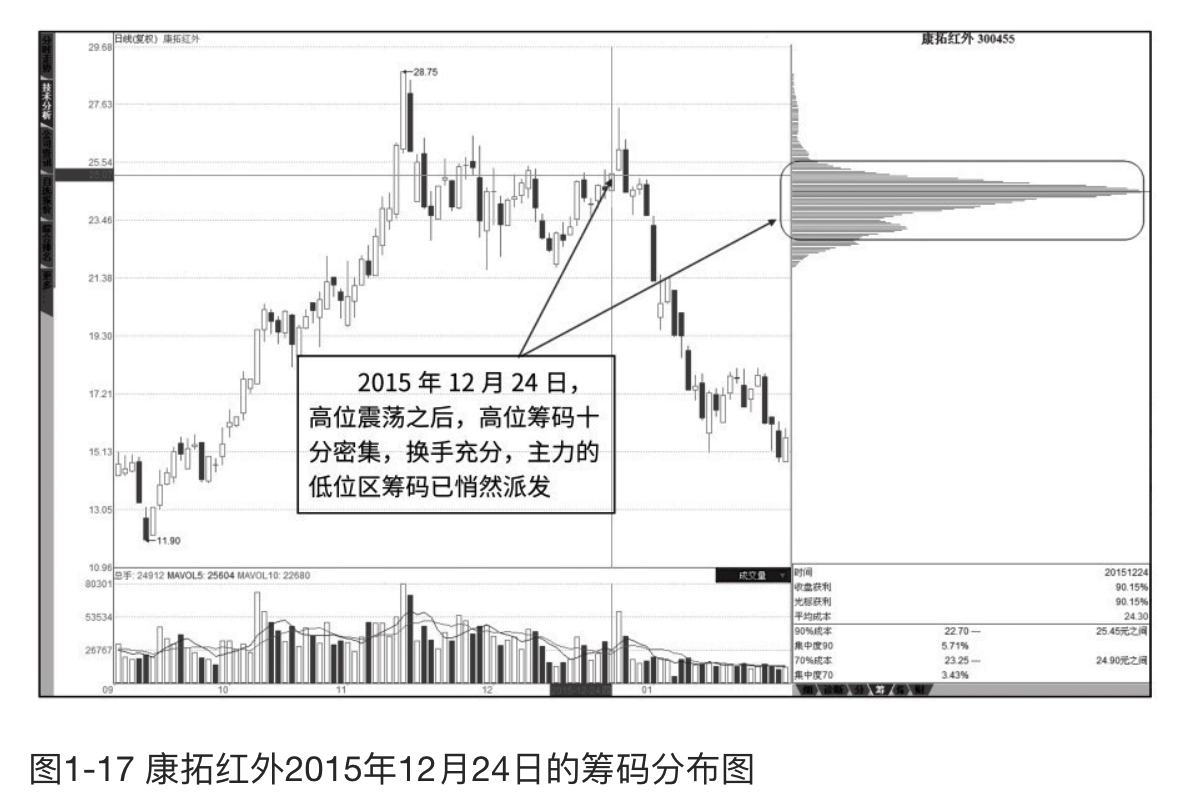 日线(复权) 康拓红外
康拓红外 300455
技术分析
29.68
28.75
27.63
25.54
23.46
21.38
19.30
17.21
15.13
13.05
11.90
10.96
2015 年 12 月 24 日，
高位震荡之后，高位筹码十
分密集，换手充分，主力的
低位区筹码已悄然派发
总手: 24912 MAVOL5: 25604 MAVOL10: 22680
成交量
80301
53534
26767
0
09
10
11
12
01
时间 20151224
收盘获利 90.15%
光标获利 90.15%
平均成本 24.30
90%成本 22.70 — 25.45元之间
集中度90 5.71%
70%成本 23.25 — 24.90元之间
集中度70 3.43%
筹
图1-17 康拓红外2015年12月24日的筹码分布图